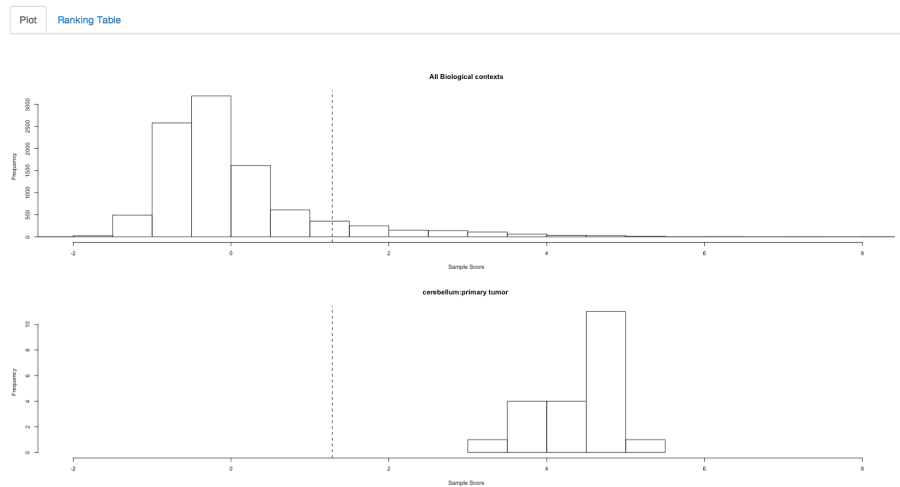 Plot Ranking Table
All Biological contexts
Frequency
0 500 1000 1500 2000 2500 3000
-2 0 2 4 6 8
Sample Score
cerebellum:primary tumor
Frequency
0 2 4 6 8 10
-2 0 2 4 6 8
Sample Score